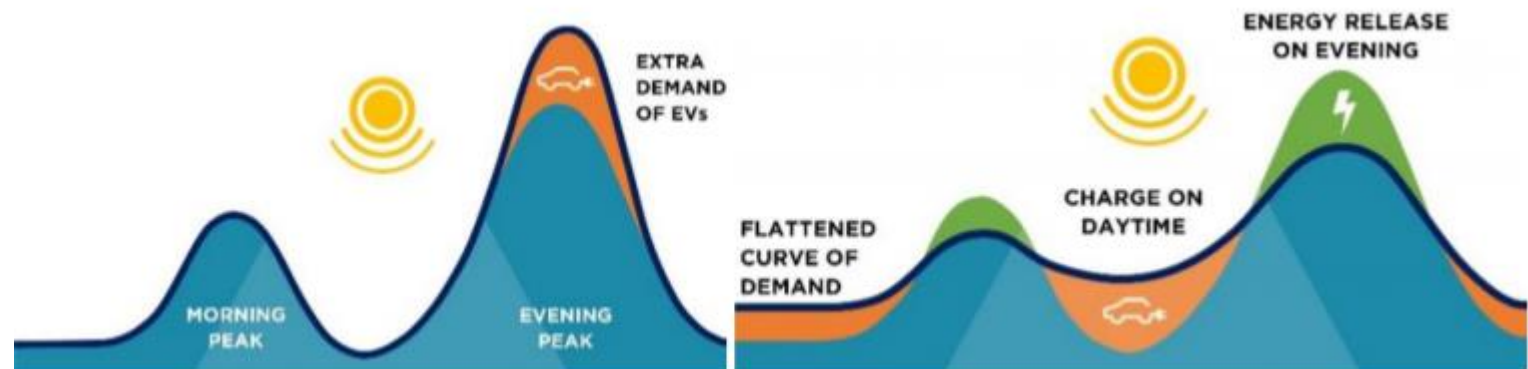 EXTRA
DEMAND
OF EVs
MORNING
PEAK
EVENING
PEAK
ENERGY RELEASE
ON EVENING
CHARGE ON
DAYTIME
FLATTENED
CURVE OF
DEMAND